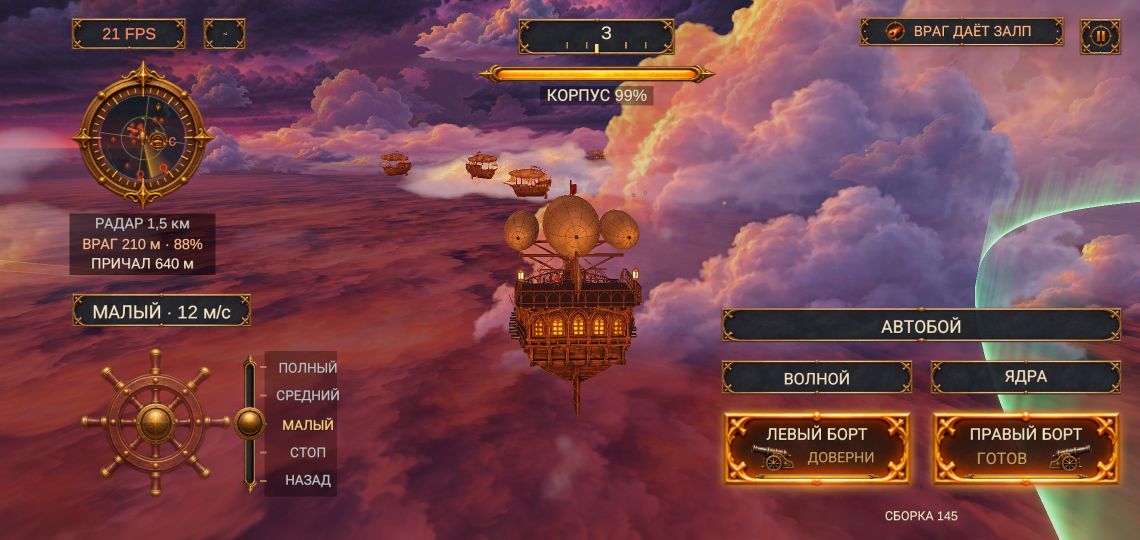 21 FPS
3
КОРПУС 99%
ВРАГ ДАЁТ ЗАЛП
С
РАДАР 1,5 км
ВРАГ 210 м · 88%
ПРИЧАЛ 640 м
МАЛЫЙ · 12 м/с
ПОЛНЫЙ
СРЕДНИЙ
МАЛЫЙ
СТОП
НАЗАД
АВТОБОЙ
ВОЛНОЙ
ЯДРА
ЛЕВЫЙ БОРТ
ДОВЕРНИ
ПРАВЫЙ БОРТ
ГОТОВ
СБОРКА 145